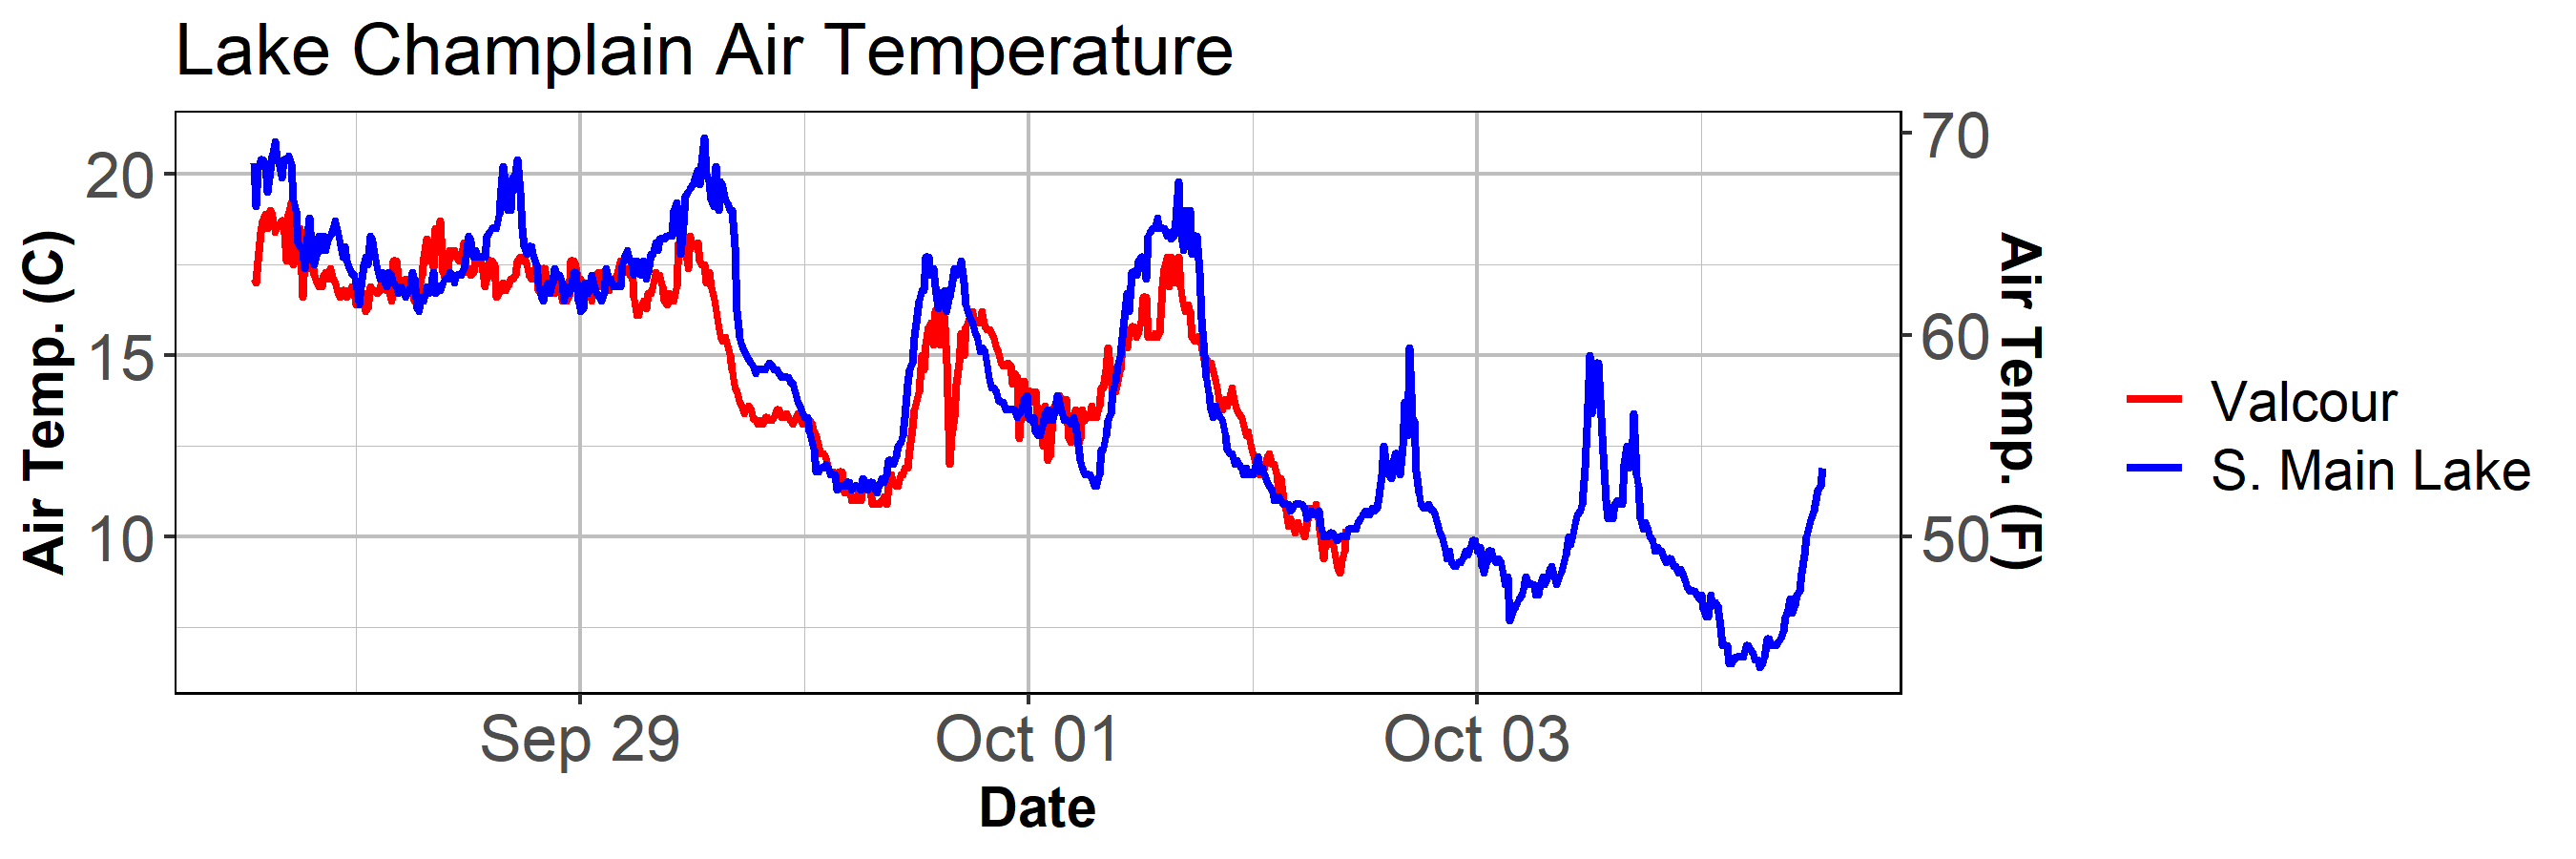 Lake Champlain Air Temperature
Air Temp. (C)
20
15
10
70
60
50
Air Temp. (F)
Sep 29
Oct 01
Oct 03
Date
Valcour
S. Main Lake